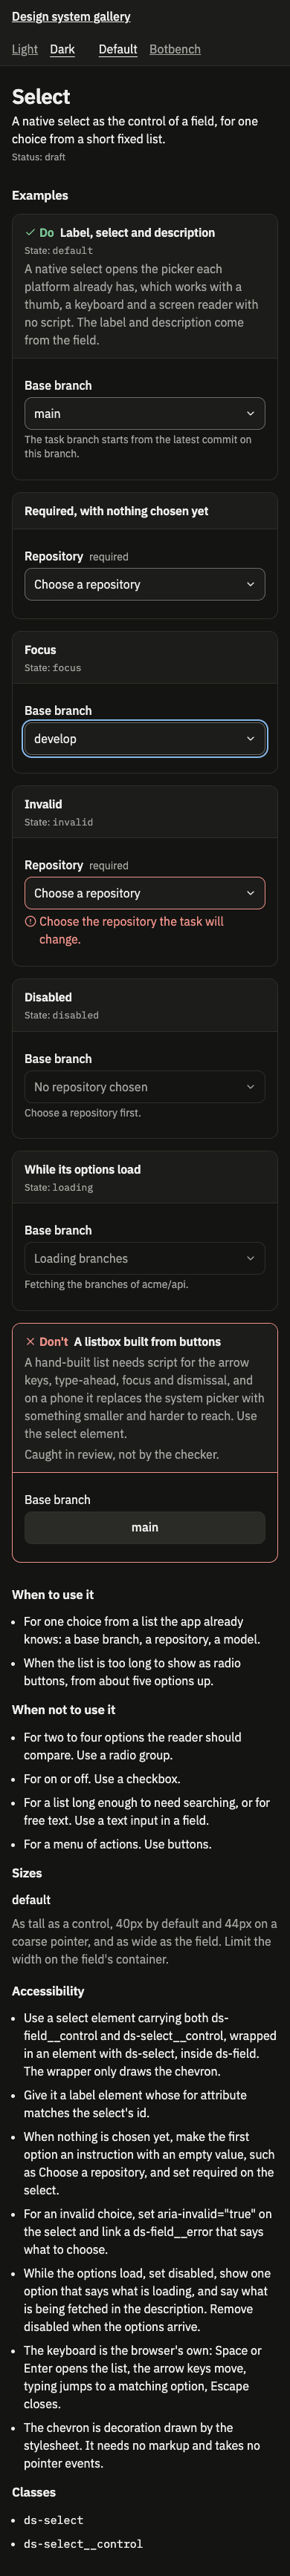 Design system gallery
Light Dark Default Botbench
Select
A native select as the control of a field, for one
choice from a short fixed list.
Status: draft
Examples
Do Label, select and description
State: default
A native select opens the picker each
platform already has, which works with a
thumb, a keyboard and screen reader with
no script. The label and description come
from the field.
Base branch
main
The task branch starts from the latest commit on
this branch.
Required, with nothing chosen yet
Repository required
Choose a repository
Focus
State: focus
Base branch
develop
Invalid
State: invalid
Repository required
Choose a repository
Choose the repository the task will
change.
Disabled
State: disabled
Base branch
No repository chosen
Choose a repository first.
While its options load
State: loading
Base branch
Loading branches
Fetching the branches of acme/api.
Don't A listbox built from buttons
A hand-built list needs script for the arrow
keys, type-ahead, focus and dismissal, and
on a phone it replaces the system picker with
something smaller and harder to reach. Use
the select element.
Caught in review, not by the checker.
Base branch
main
When to use it
• For one choice from a list the app already
knows: a base branch, a repository, a model.
• When the list is too long to show as radio
buttons, from about five options up.
When not to use it
• For two to four options the reader should
compare. Use a radio group.
• For on or off. Use a checkbox.
• For a list long enough to need searching, or for
free text. Use a text input in a field.
• For a menu of actions. Use buttons.
Sizes
default
As tall as a control, 40px by default and 44px on a
coarse pointer, and as wide as the field. Limit the
width on the field's container.
Accessibility
• Use a select element carrying both ds-
field__control and ds-select__control, wrapped
in an element with ds-select, inside ds-field.
The wrapper only draws the chevron.
• Give it a label element whose for attribute
matches the select's id.
• When nothing is chosen yet, make the first
option an instruction with an empty value, such
as Choose a repository, and set required on the
select.
• For an invalid choice, set aria-invalid="true" on
the select and link a ds-field__error that says
what to choose.
• While the options load, set disabled, show one
option that says what is loading, and say what
is being fetched in the description. Remove
disabled when the options arrive.
• The keyboard is the browser's own: Space or
Enter opens the list, the arrow keys move,
typing jumps to a matching option, Escape
closes.
• The chevron is decoration drawn by the
stylesheet. It needs no markup and takes no
pointer events.
Classes
• ds-select
• ds-select__control